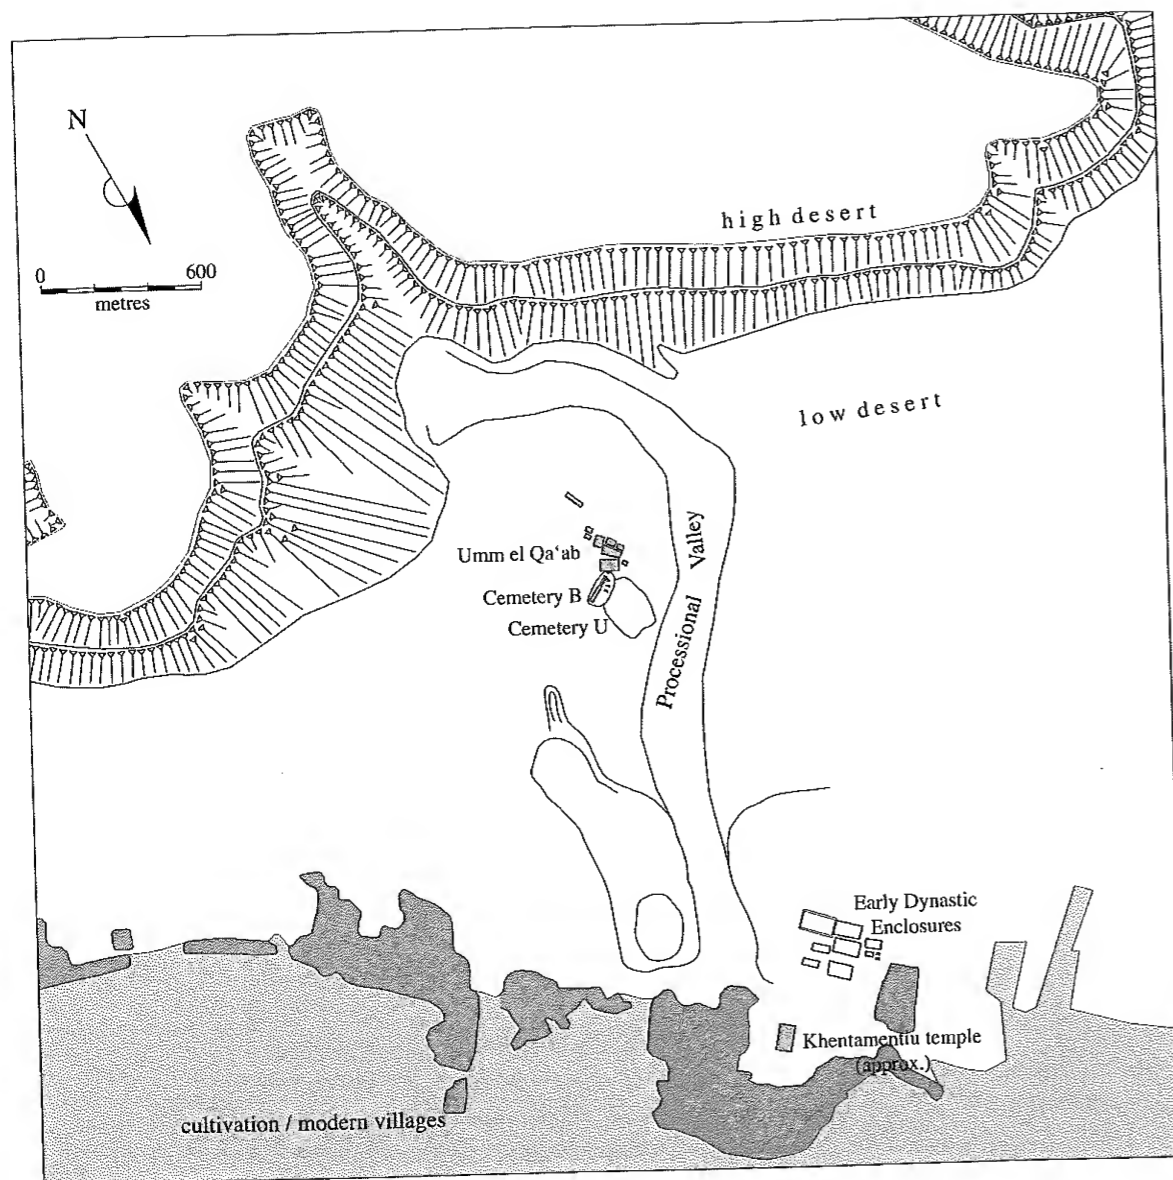 N
0 600
metres
high desert
low desert
Processional Valley
Umm el Qa‘ab
Cemetery B
Cemetery U
Early Dynastic
Enclosures
Khentamentiu temple
(approx.)
cultivation / modern villages